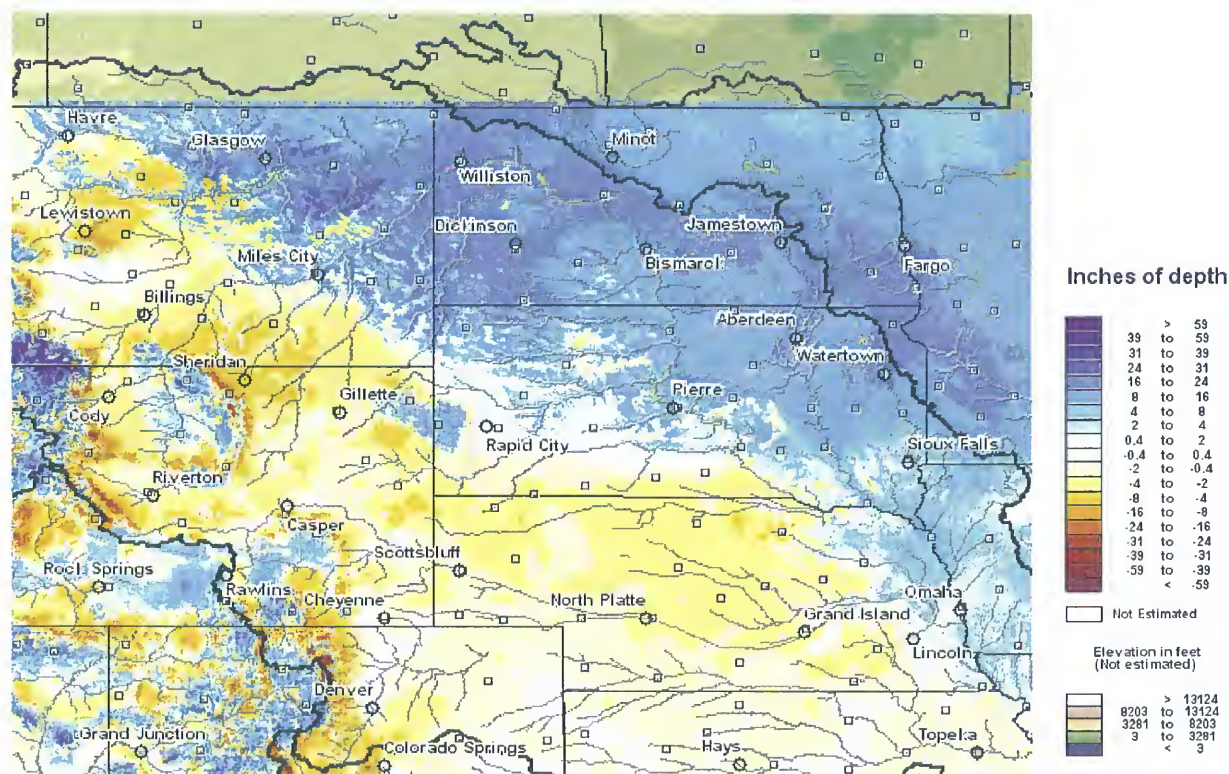 Havre
Glasgow
Minot
Williston
Lewistown
Dickinson
Jamestown
Miles City
Bismarck
Fargo
Billings
Aberdeen
Sheridan
Watertown
Gillette
Pierre
Cody
Rapid City
Sioux Falls
Riverton
Casper
Scottsbluff
Rock Springs
Rawlins
Cheyenne
North Platte
Omaha
Grand Island
Lincoln
Denver
Grand Junction
Colorado Springs
Hays
Topeka
Inches of depth
> 59
39 to 59
31 to 39
24 to 31
16 to 24
8 to 16
4 to 8
2 to 4
0.4 to 2
-0.4 to 0.4
-2 to -0.4
-4 to -2
-8 to -4
-16 to -8
-24 to -16
-31 to -24
-39 to -31
-59 to -39
< -59
Not Estimated
Elevation in feet
(Not estimated)
> 13124
8203 to 13124
3281 to 8203
3 to 3281
< 3